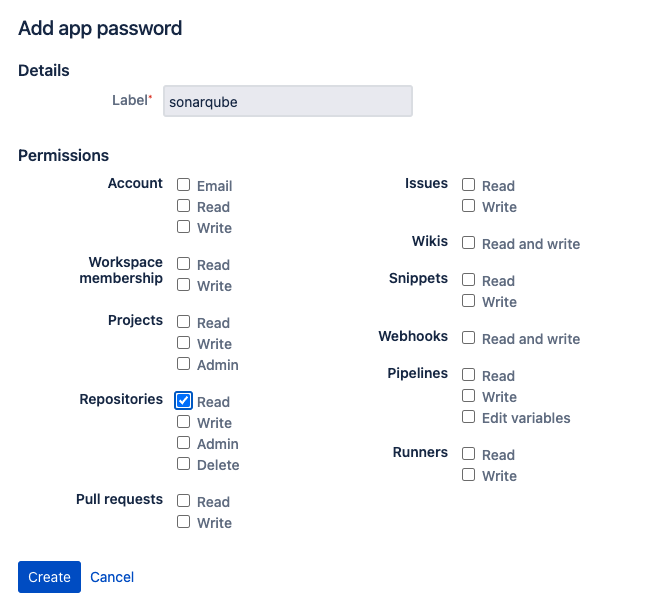 Add app password
Details
Label*
sonarqube
Permissions
Account
Email
Read
Write
Workspace
membership
Read
Write
Projects
Read
Write
Admin
Repositories
Read
Write
Admin
Delete
Pull requests
Read
Write
Issues
Read
Write
Wikis
Read and write
Snippets
Read
Write
Webhooks
Read and write
Pipelines
Read
Write
Edit variables
Runners
Read
Write
Create
Cancel